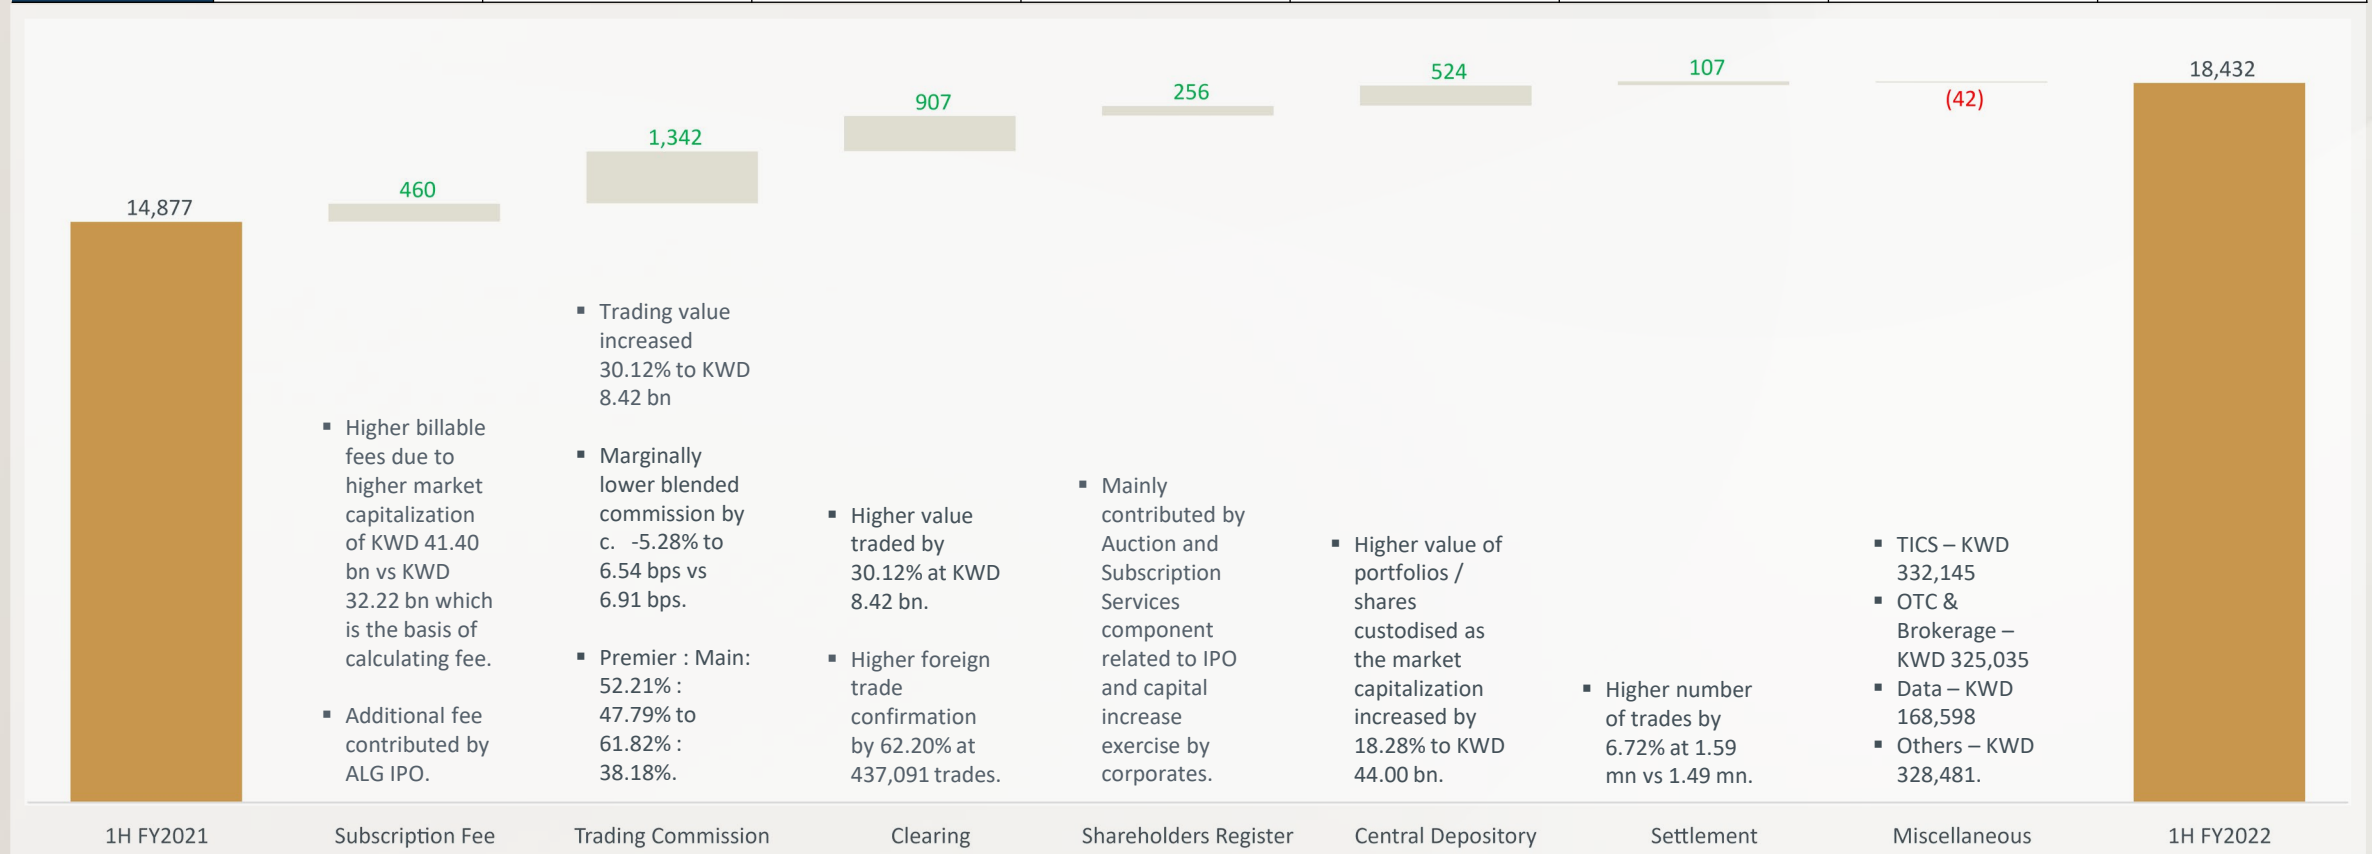 14,877
460
1,342
907
256
524
107
(42)
18,432
▪ Higher billable
fees due to
higher market
capitalization
of KWD 41.40
bn vs KWD
32.22 bn which
is the basis of
calculating fee.
▪ Additional fee
contributed by
ALG IPO.
▪ Trading value
increased
30.12% to KWD
8.42 bn
▪ Marginally
lower blended
commission by
c. -5.28% to
6.54 bps vs
6.91 bps.
▪ Premier : Main:
52.21% :
47.79% to
61.82% :
38.18%.
▪ Higher value
traded by
30.12% at KWD
8.42 bn.
▪ Higher foreign
trade
confirmation
by 62.20% at
437,091 trades.
▪ Mainly
contributed by
Auction and
Subscription
Services
component
related to IPO
and capital
increase
exercise by
corporates.
▪ Higher value of
portfolios /
shares
custodised as
the market
capitalization
increased by
18.28% to KWD
44.00 bn.
▪ Higher number
of trades by
6.72% at 1.59
mn vs 1.49 mn.
▪ TICS – KWD
332,145
▪ OTC &
Brokerage –
KWD 325,035
▪ Data – KWD
168,598
▪ Others – KWD
328,481.
1H FY2021
Subscription Fee
Trading Commission
Clearing
Shareholders Register
Central Depository
Settlement
Miscellaneous
1H FY2022